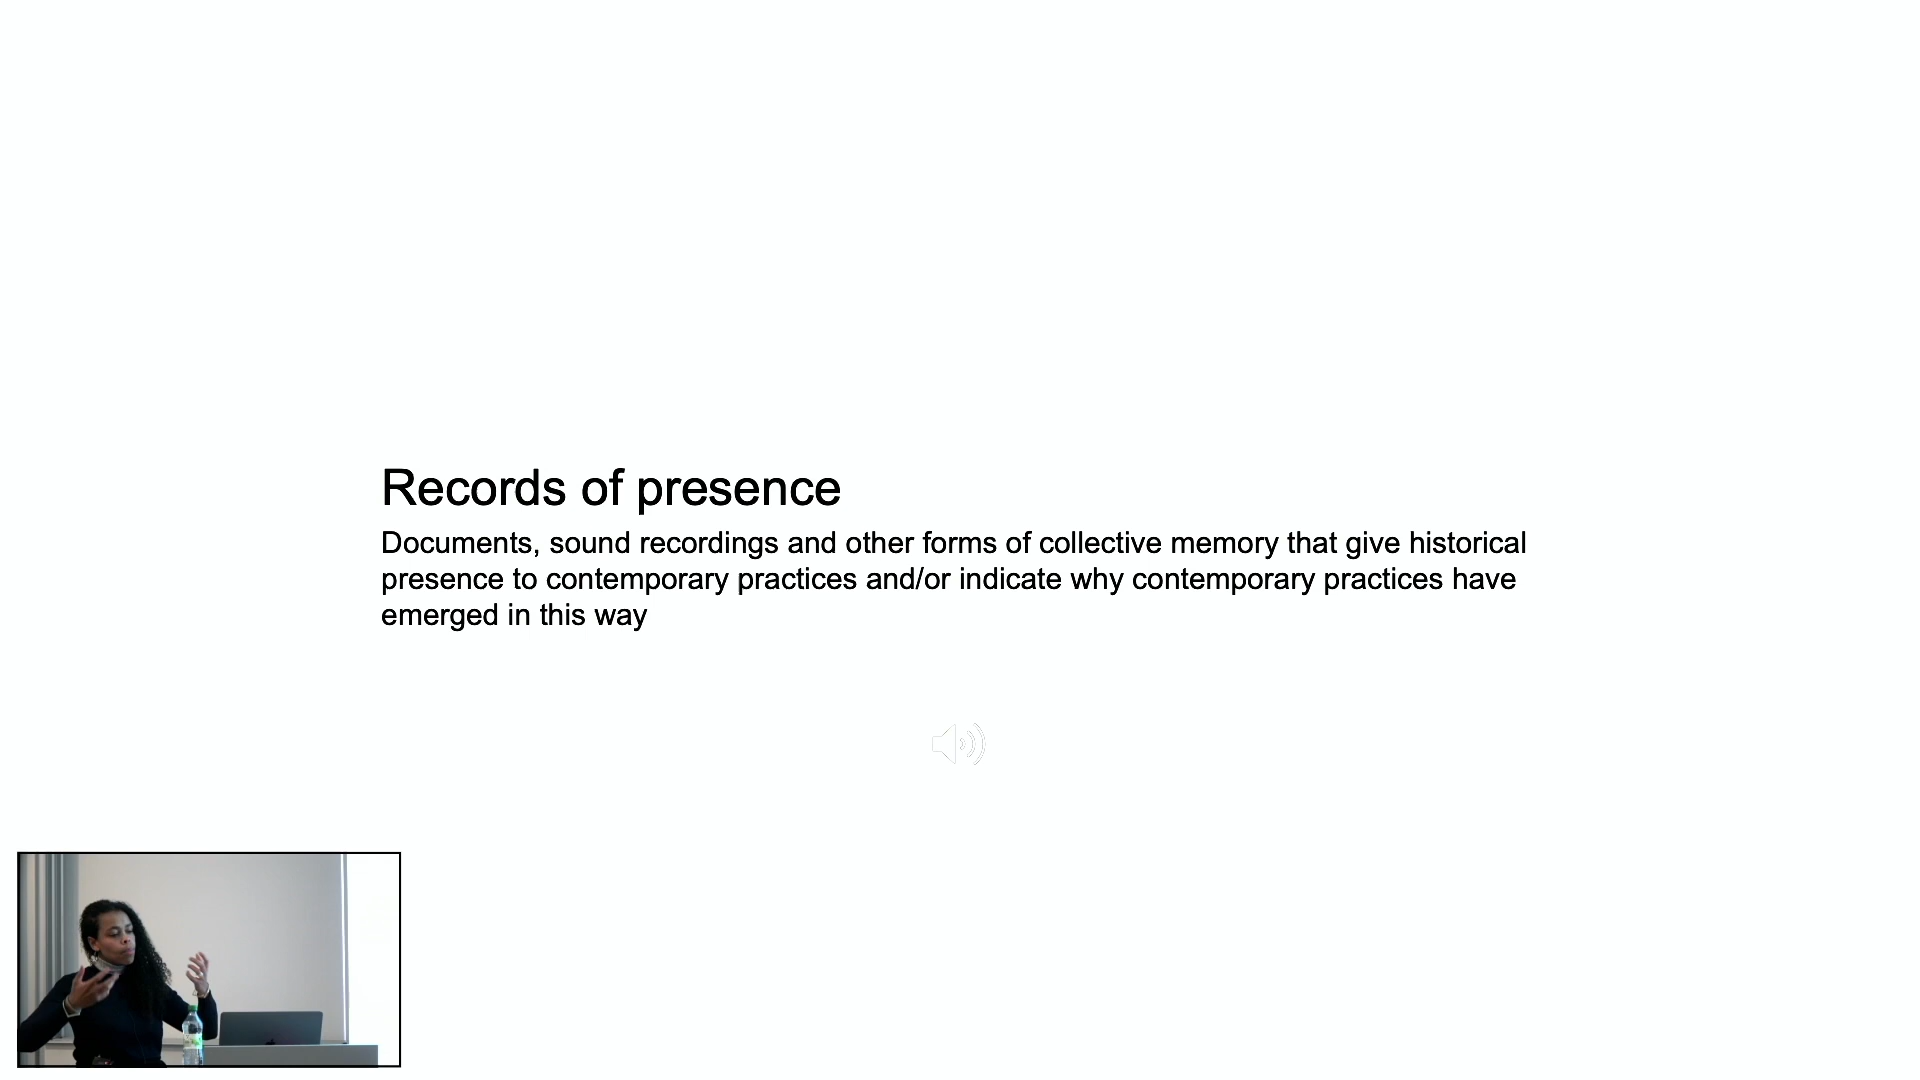 Records of presence
Documents, sound recordings and other forms of collective memory that give historical
presence to contemporary practices and/or indicate why contemporary practices have
emerged in this way